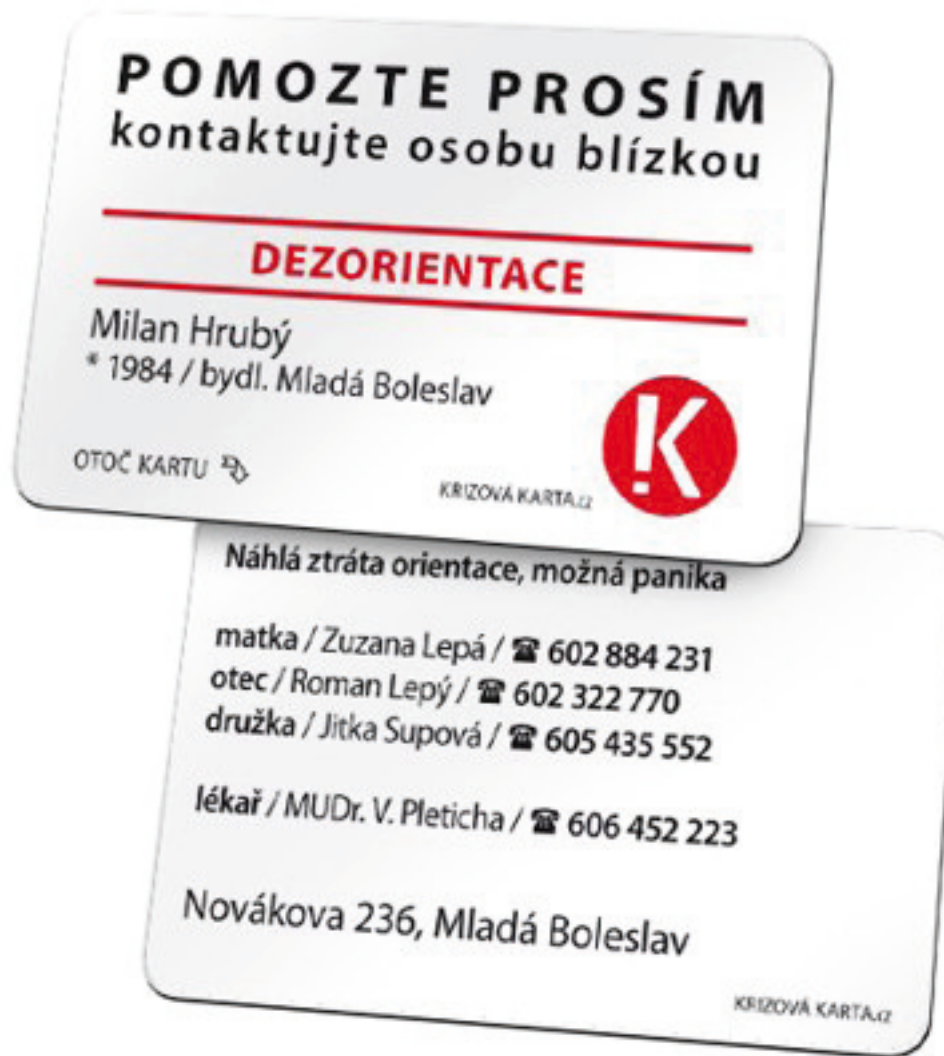 POMOZTE PROSÍM
kontaktujte osobu blízkou
DEZORIENTACE
Milan Hrubý
* 1984 / bydl. Mladá Boleslav
OTOČ KARTU
KRIZOVÁ KARTA.cz
!K
Náhlá ztráta orientace, možná panika
matka / Zuzana Lepá / ☎ 602 884 231
otec / Roman Lepý / ☎ 602 322 770
družka / Jitka Supová / ☎ 605 435 552
lékař / MUDr. V. Pleticha / ☎ 606 452 223
Novákova 236, Mladá Boleslav
KRIZOVÁ KARTA.cz